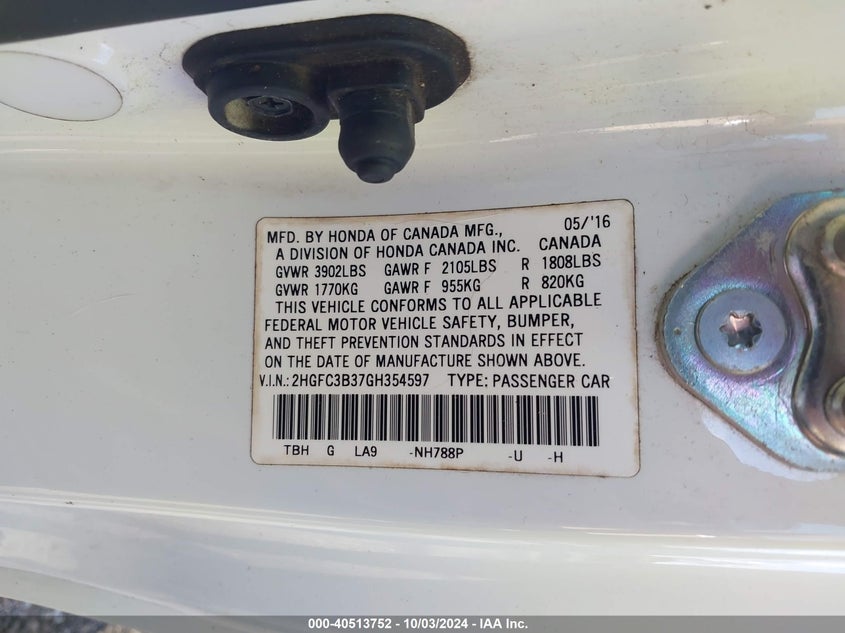 MFD. BY HONDA OF CANADA MFG., 05/'16
A DIVISION OF HONDA CANADA INC. CANADA
GVWR 3902LBS GAWR F 2105LBS R 1808LBS
GVWR 1770KG GAWR F 955KG R 820KG
THIS VEHICLE CONFORMS TO ALL APPLICABLE
FEDERAL MOTOR VEHICLE SAFETY, BUMPER,
AND THEFT PREVENTION STANDARDS IN EFFECT
ON THE DATE OF MANUFACTURE SHOWN ABOVE.
V.I.N.: 2HGFC3B37GH354597 TYPE: PASSENGER CAR
TBH G LA9 -NH788P -U -H
000-40513752 - 10/03/2024 - IAA Inc.